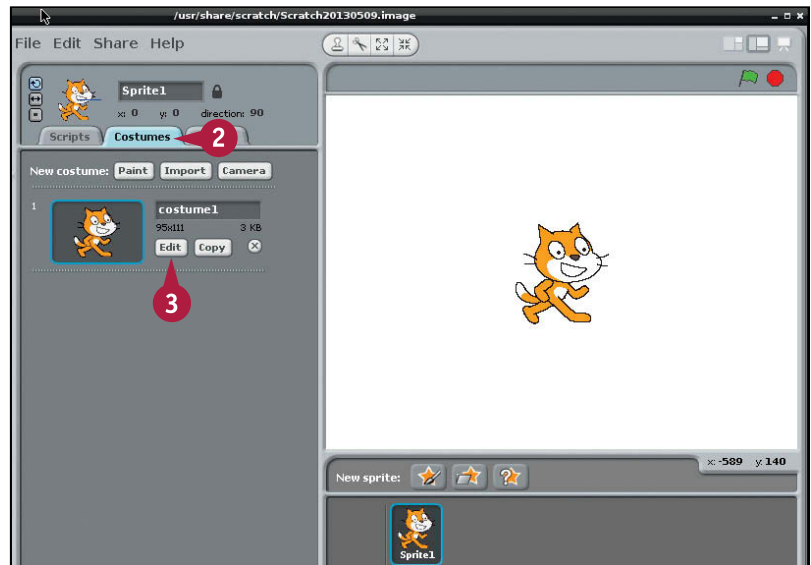 /usr/share/scratch/Scratch20130509.image
File Edit Share Help
Sprite1
x: 0 y: 0 direction: 90
Scripts Costumes 2
New costume: Paint Import Camera
1
costume1
95x111 3 KB
Edit Copy
3
x: -589 y: 140
New sprite:
Sprite1